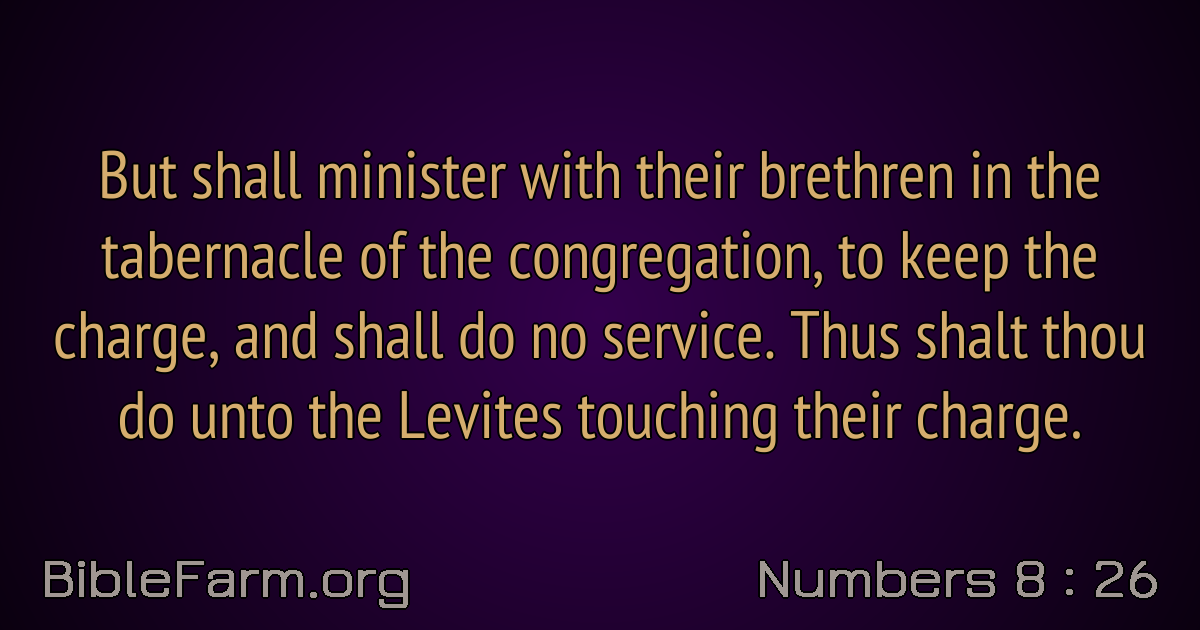 But shall minister with their brethren in the
tabernacle of the congregation, to keep the
charge, and shall do no service. Thus shalt thou
do unto the Levites touching their charge.
BibleFarm.org
Numbers 8 : 26